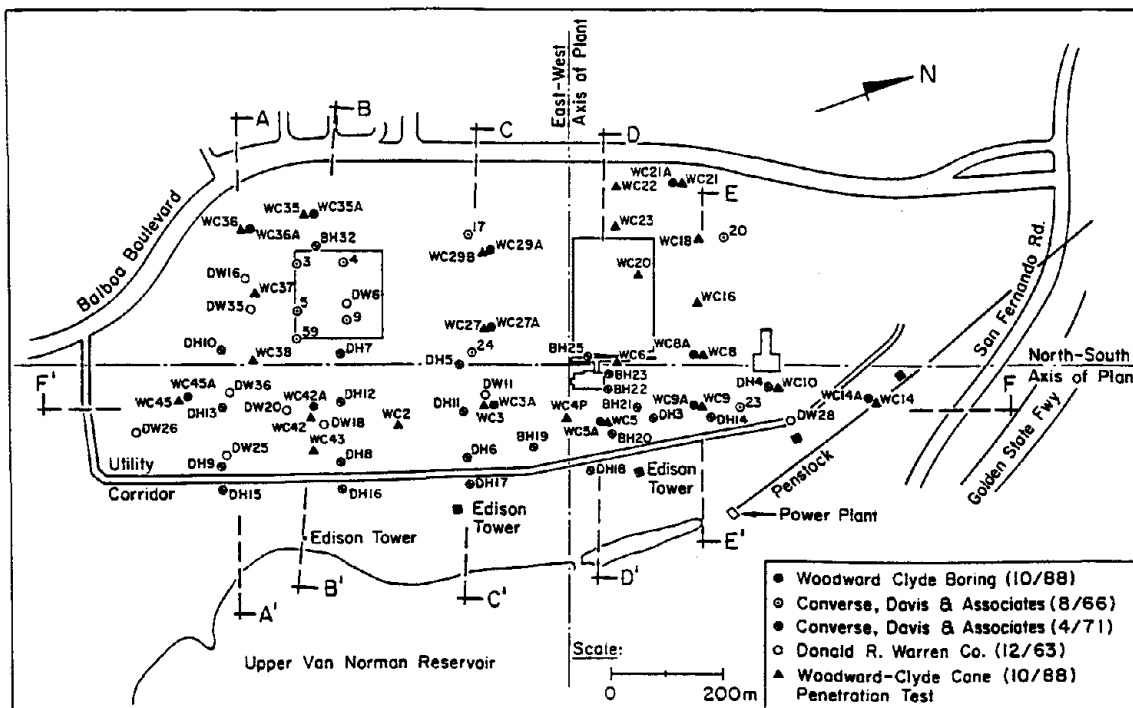 N
East-West
Axis of Plant
A
B
C
D
E
Balboa Boulevard
San Fernando Rd.
Golden State Fwy
North-South
Axis of Plant
WC21A
WC21
WC22
WC35
WC35A
WC36
WC36A
BH32
17
WC23
WC18
20
WC29A
WC29B
3
4
DW16
WC37
DW6
WC20
DW35
5
9
WC16
WC27
WC27A
59
DH10
DH7
24
DH5
BH25
WC6
WC8A
WC8
WC38
BH23
BH22
DH4
WC10
F'
F
WC45A
WC45
DW36
DH13
WC42A
DH12
DW11
WC3A
DH11
WC3
WC4P
BH21
WC9A
WC9
DH3
DH14
23
WC14A
WC14
DW20
WC42
DW18
WC2
WC5A
WC5
BH20
DW28
DW26
WC43
BH19
DW25
DH9
DH8
DH6
Utility
Corridor
DH15
DH16
DH17
DH18
Edison
Tower
Edison
Tower
Edison Tower
Penstock
Power Plant
A'
B'
C'
D'
E'
Upper Van Norman Reservoir
Scale:
0
200m
Woodward Clyde Boring (10/88)
Converse, Davis & Associates (8/66)
Converse, Davis & Associates (4/71)
Donald R. Warren Co. (12/63)
Woodward-Clyde Cone (10/88)
Penetration Test